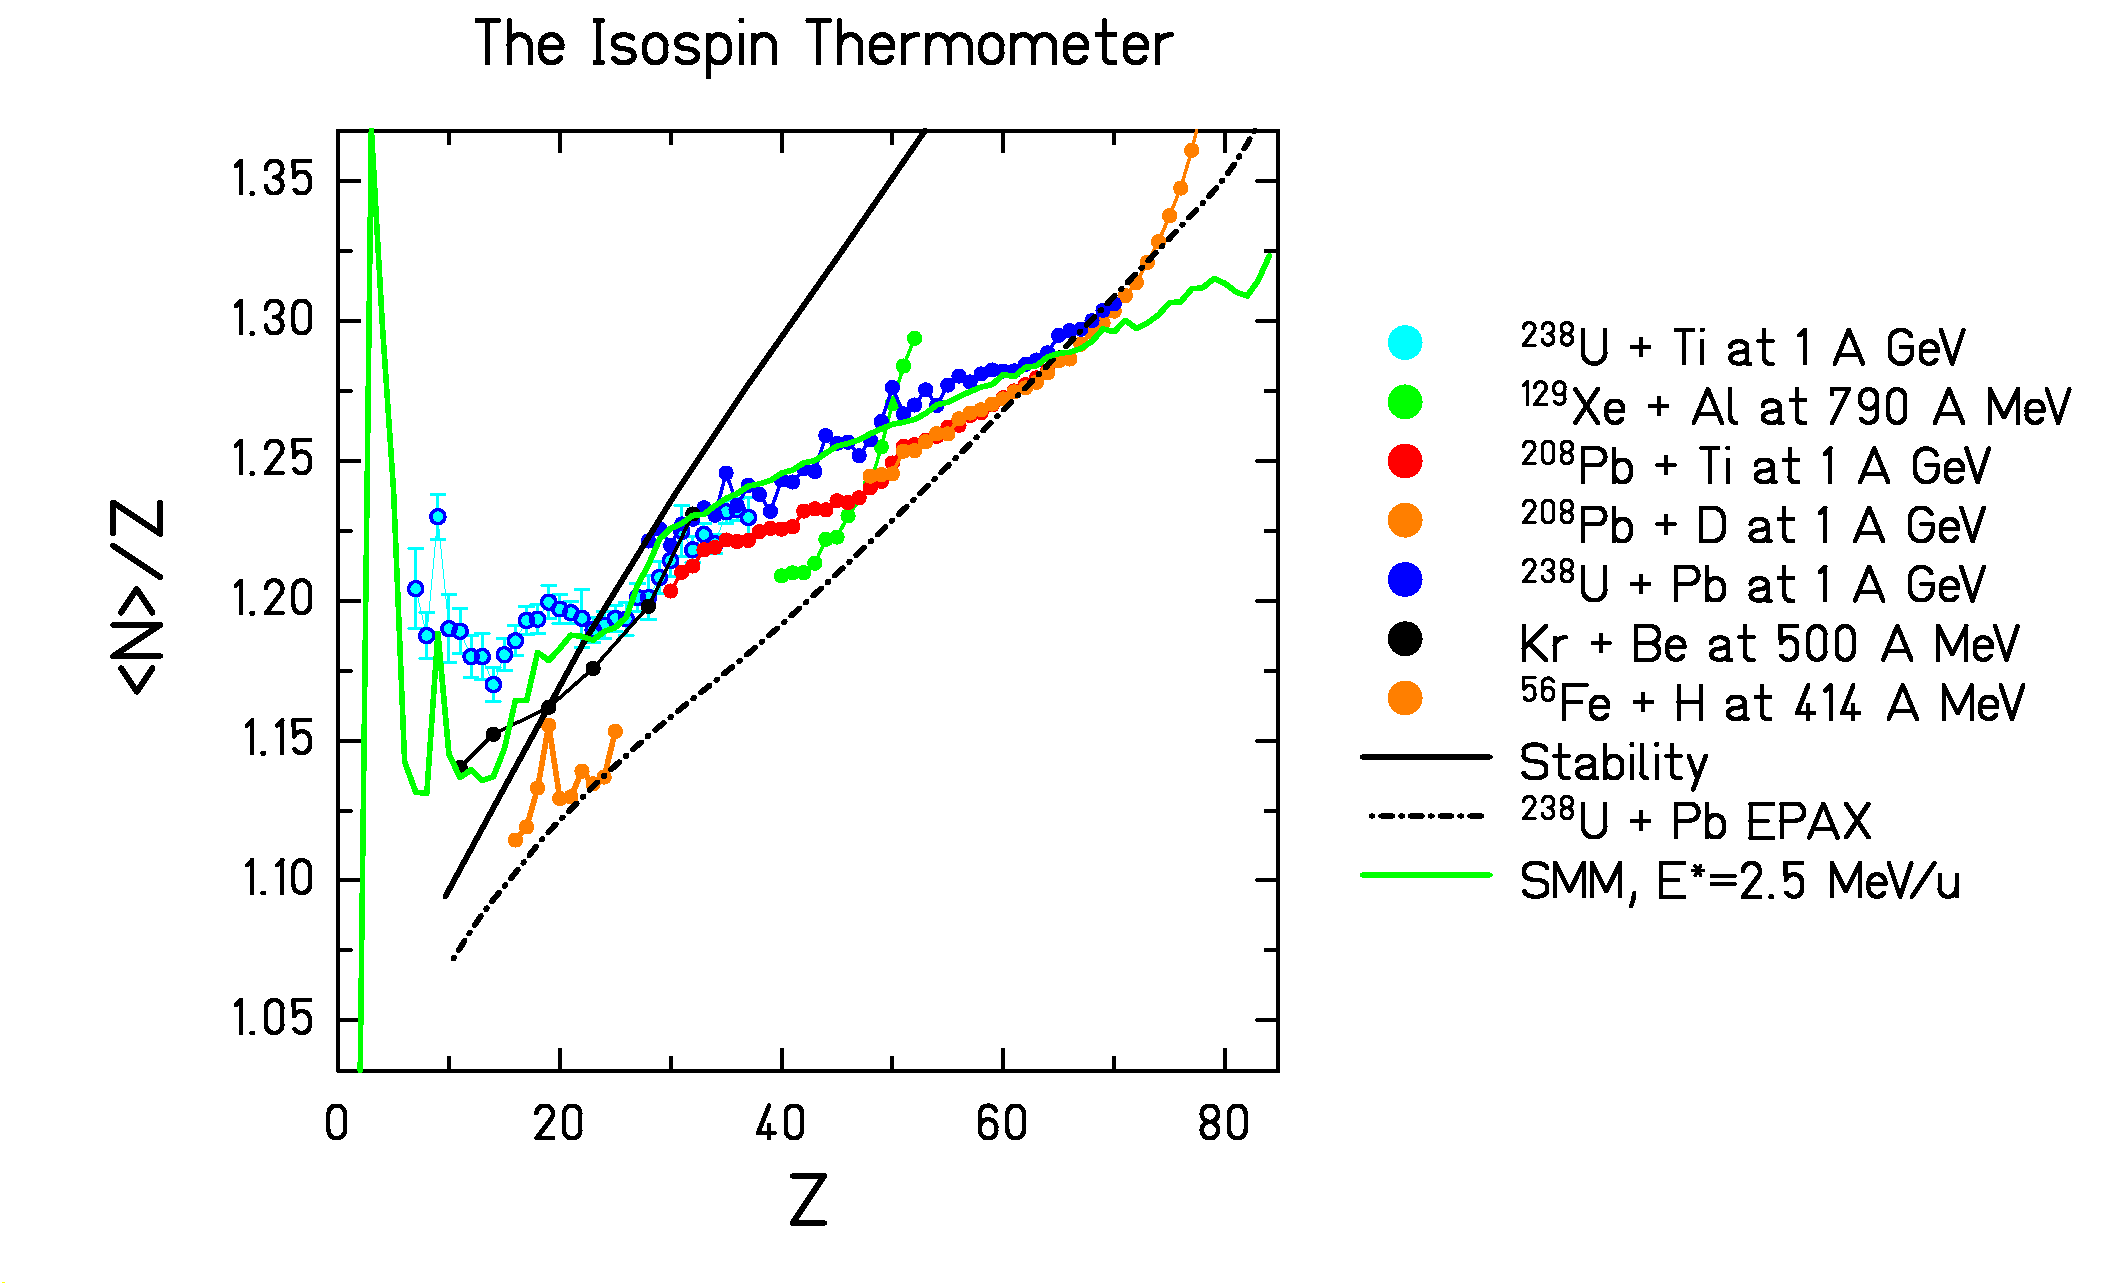 The Isospin Thermometer
<N>/Z
1.35
1.30
1.25
1.20
1.15
1.10
1.05
0 20 40 60 80
Z
²³⁸U + Ti at 1 A GeV
¹²⁹Xe + Al at 790 A MeV
²⁰⁸Pb + Ti at 1 A GeV
²⁰⁸Pb + D at 1 A GeV
²³⁸U + Pb at 1 A GeV
Kr + Be at 500 A MeV
⁵⁶Fe + H at 414 A MeV
Stability
²³⁸U + Pb EPAX
SMM, E*=2.5 MeV/u